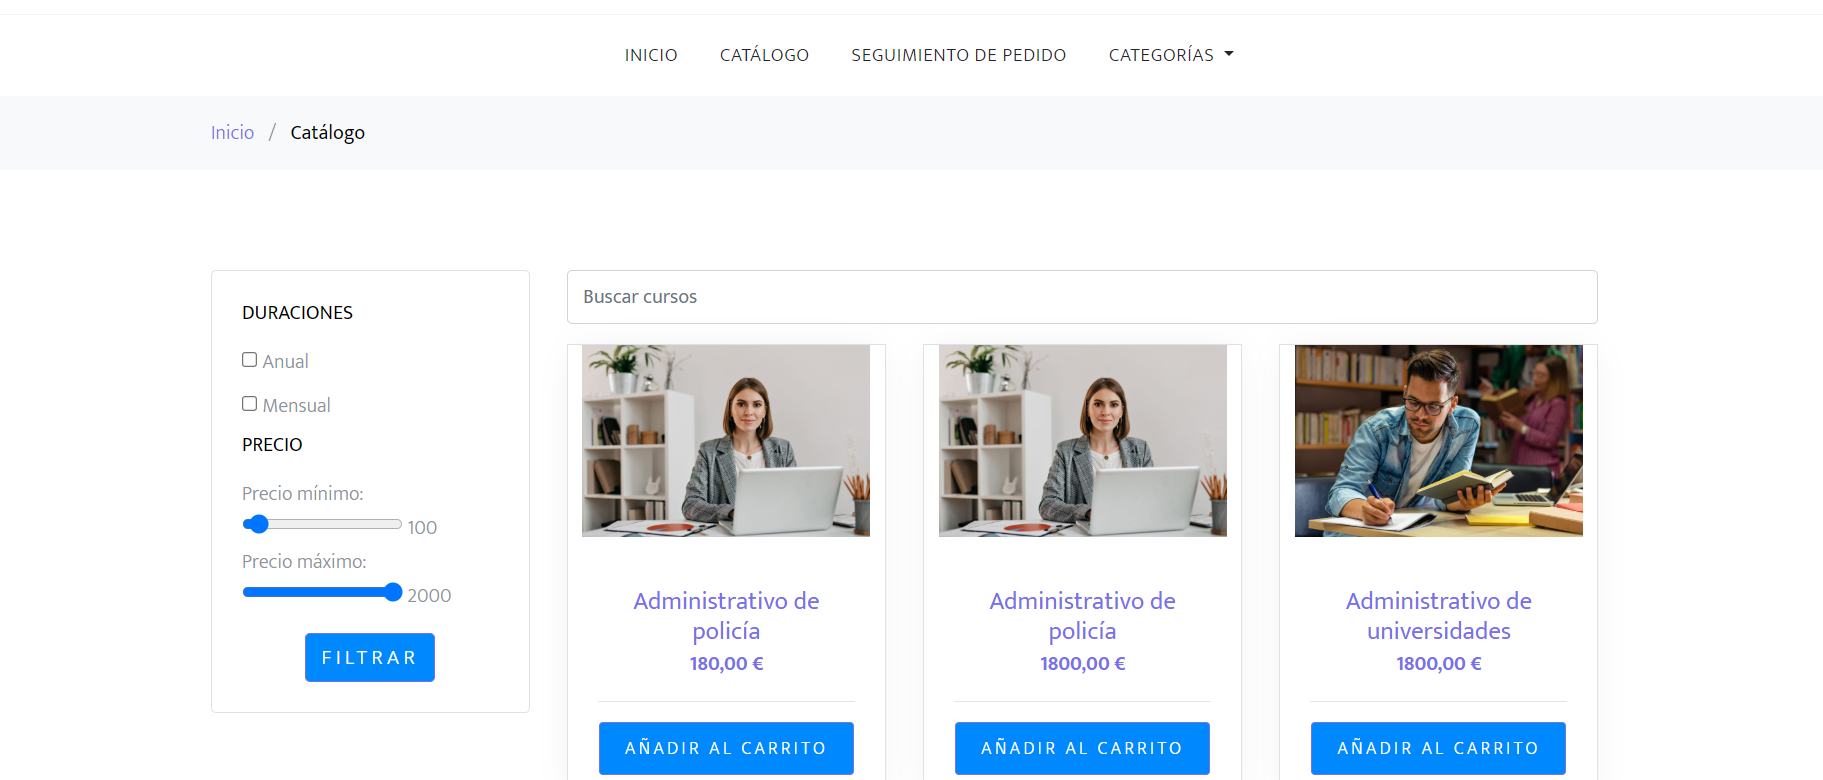 INICIO CATÁLOGO SEGUIMIENTO DE PEDIDO CATEGORÍAS
Inicio / Catálogo
DURACIONES
Anual
Mensual
PRECIO
Precio mínimo:
100
Precio máximo:
2000
FILTRAR
Buscar cursos
Administrativo de
policía
180,00 €
AÑADIR AL CARRITO
Administrativo de
policía
1800,00 €
AÑADIR AL CARRITO
Administrativo de
universidades
1800,00 €
AÑADIR AL CARRITO